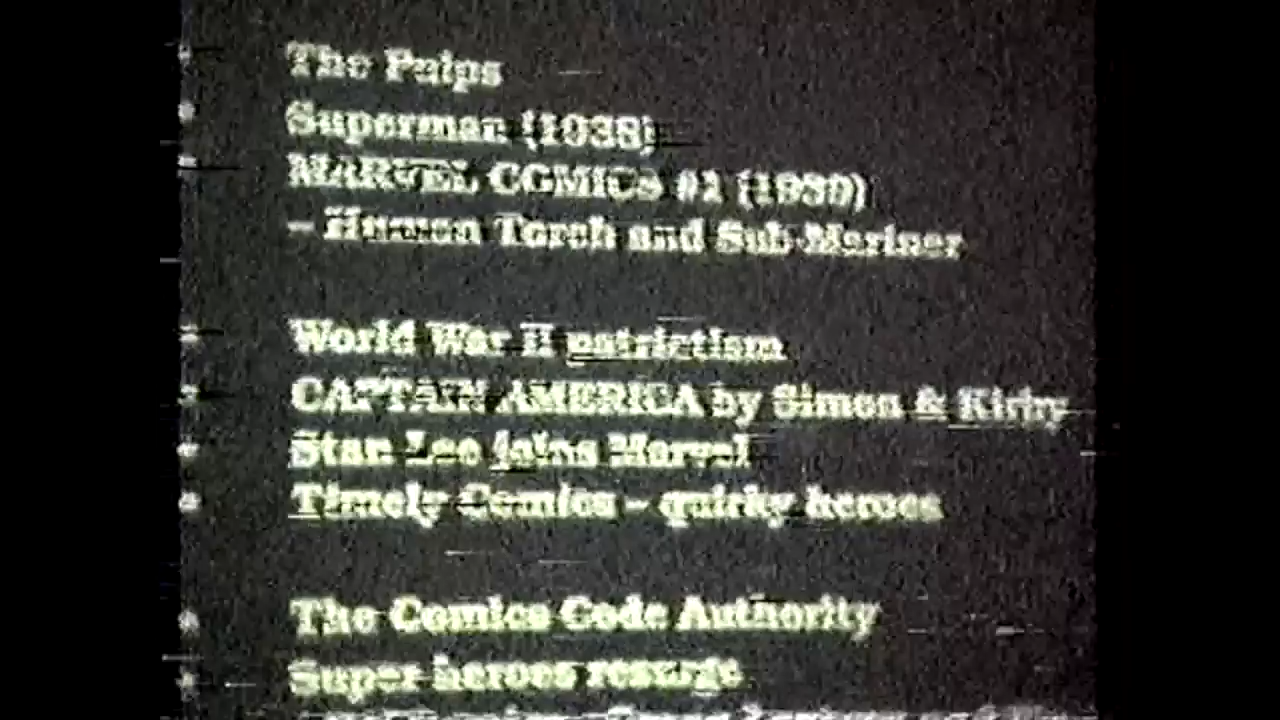 The Pulps
Superman (1938)
MARVEL COMICS #1 (1939)
– Human Torch and Sub-Mariner
World War II patriotism
CAPTAIN AMERICA by Simon & Kirby
Stan Lee joins Marvel
Timely Comics – quirky heroes
The Comics Code Authority
Super heroes resurge